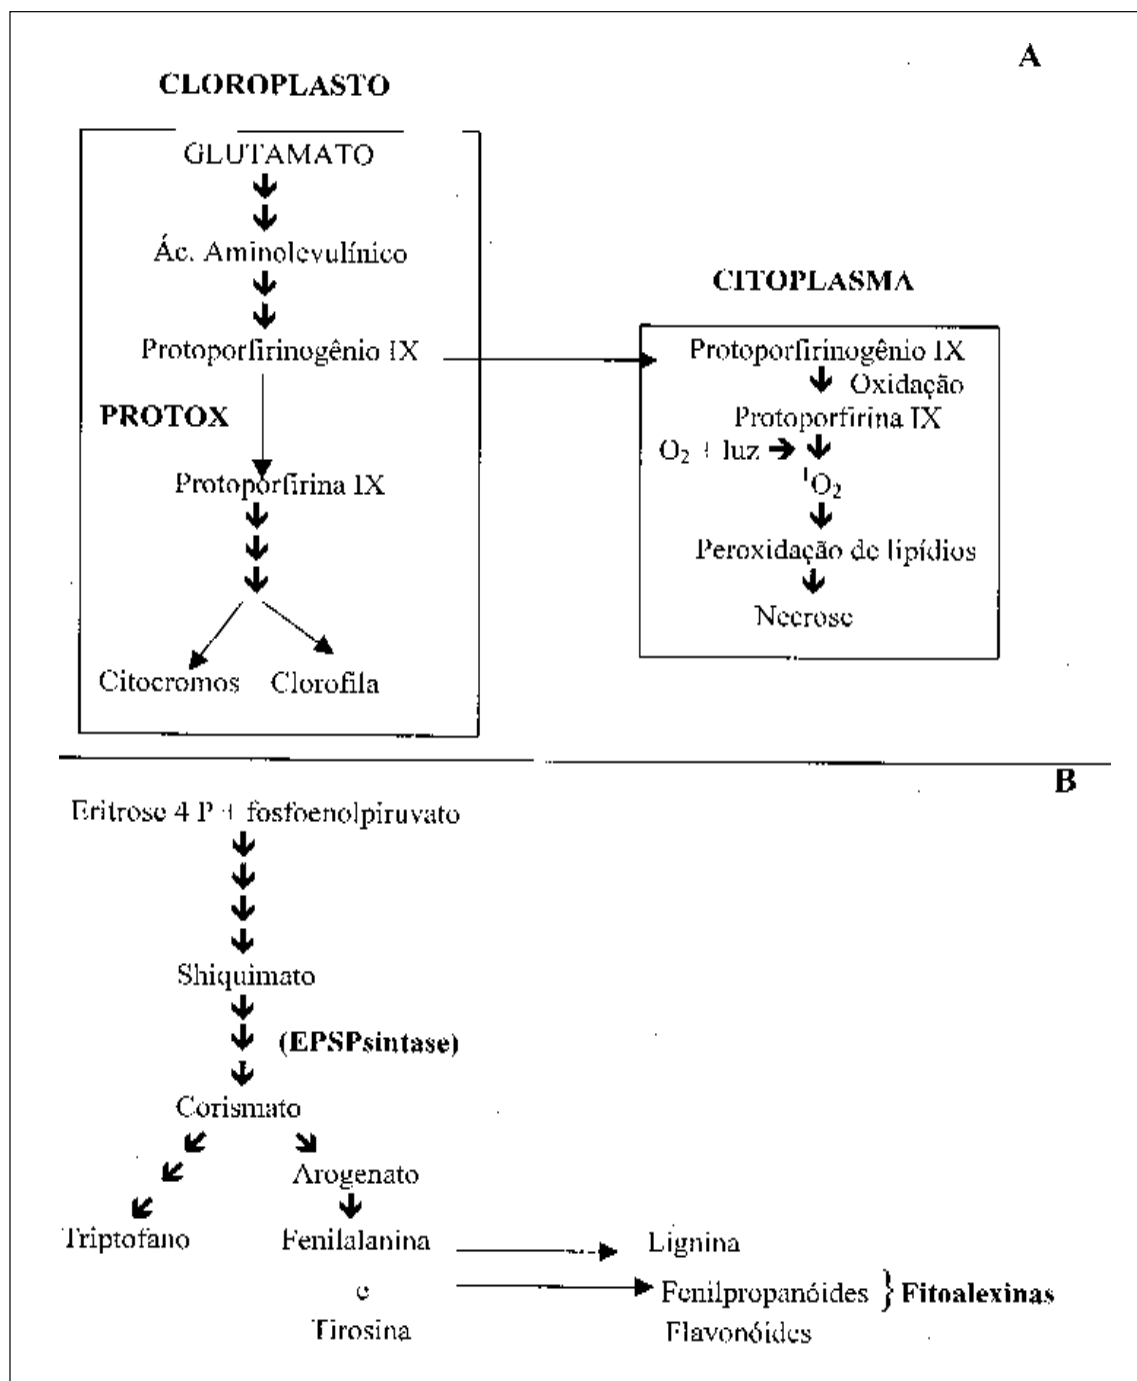 A
CLOROPLASTO
GLUTAMATO
Ác. Aminolevulínico
Protoporfirinogênio IX
PROTOX
Protoporfirina IX
Citocromos Clorofila
CITOPLASMA
Protoporfirinogênio IX
Oxidação
Protoporfirina IX
O₂ + luz
¹O₂
Peroxidação de lipídios
Necrose
B
Eritrose 4 P + fosfoenolpiruvato
Shiquimato
(EPSPsintase)
Corismato
Arogenato
Triptofano Fenilalanina Lignina
e Fenilpropanóides } Fitoalexinas
Tirosina Flavonóides